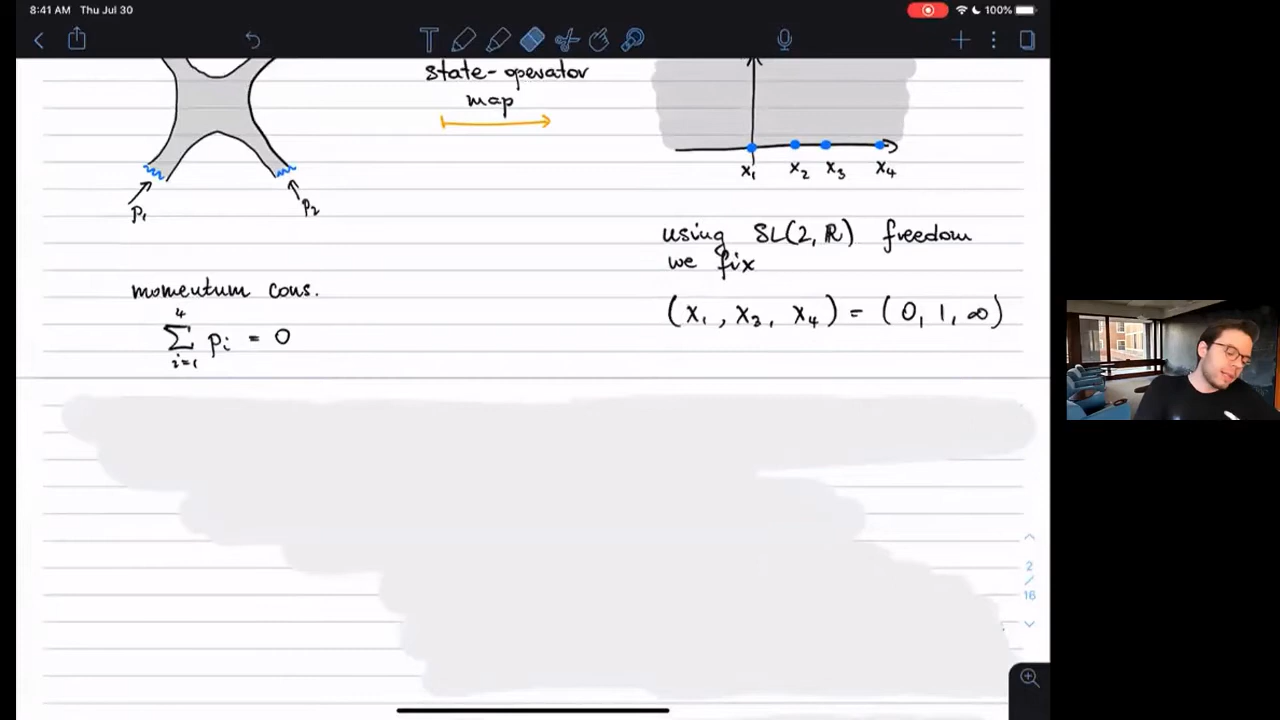 8:41 AM Thu Jul 30
100%
state-operator
map
x₁ x₂ x₃ x₄
p₁
p₂
using SL(2, ℝ) freedom
we fix
(x₁, x₃, x₄) = (0, 1, ∞)
momentum cons.
4
∑ pᵢ = 0
i=1
2
/
16